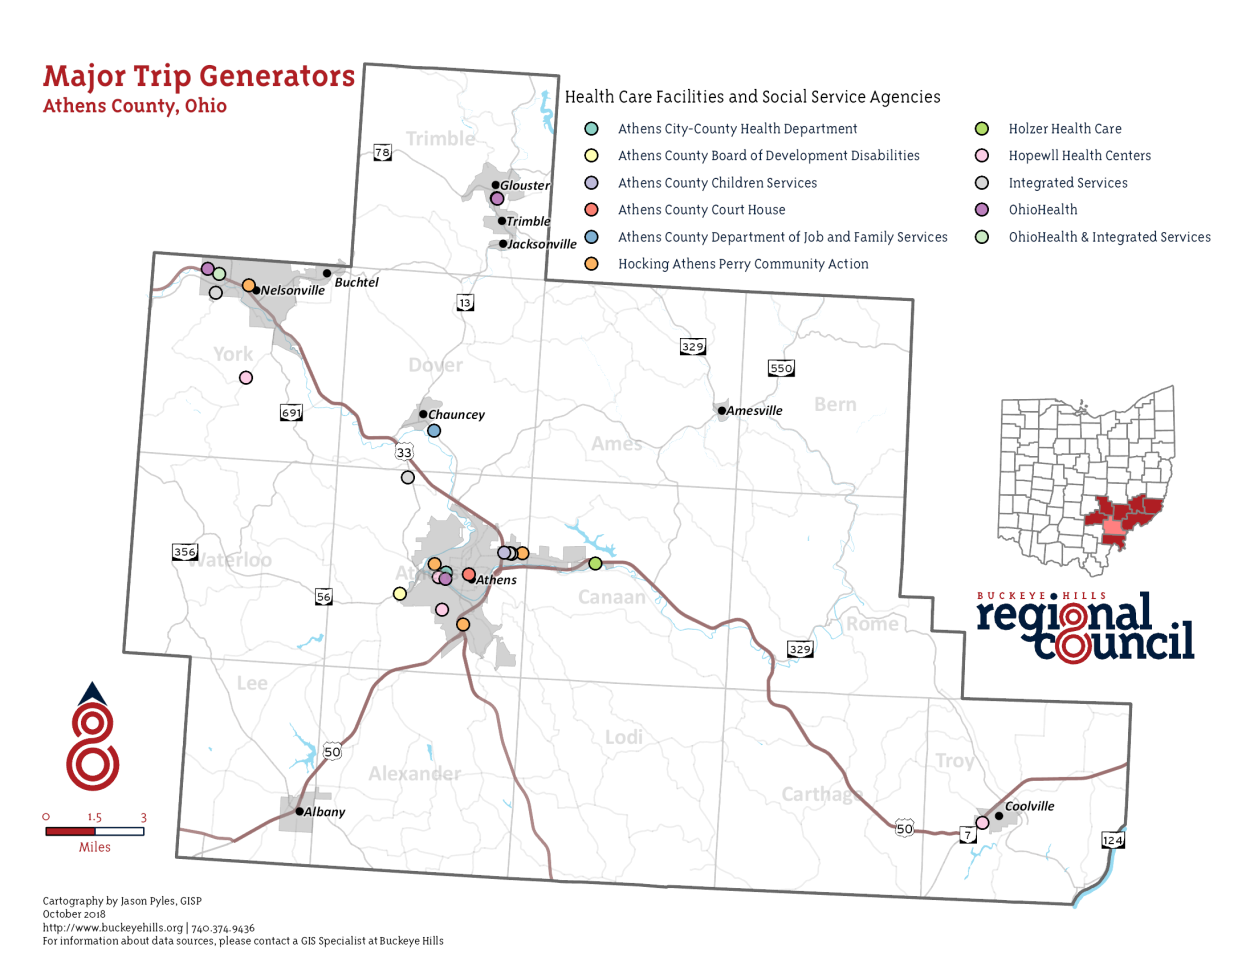 Major Trip Generators
Athens County, Ohio
Health Care Facilities and Social Service Agencies
Athens City-County Health Department
Athens County Board of Development Disabilities
Athens County Children Services
Athens County Court House
Athens County Department of Job and Family Services
Hocking Athens Perry Community Action
Holzer Health Care
Hopewll Health Centers
Integrated Services
OhioHealth
OhioHealth & Integrated Services
Trimble
78
Glouster
Trimble
Jacksonville
Buchtel
Nelsonville
13
329
550
York
Dover
691
Chauncey
Amesville
Bern
Ames
33
356
Waterloo
56
Athens
Athens
Canaan
Rome
329
Lee
50
Lodi
Alexander
Troy
Carthage
Albany
Coolville
50
7
124
BUCKEYE HILLS
regional
council
0 1.5 3
Miles
Cartography by Jason Pyles, GISP
October 2018
http://www.buckeyehills.org | 740.374.9436
For information about data sources, please contact a GIS Specialist at Buckeye Hills